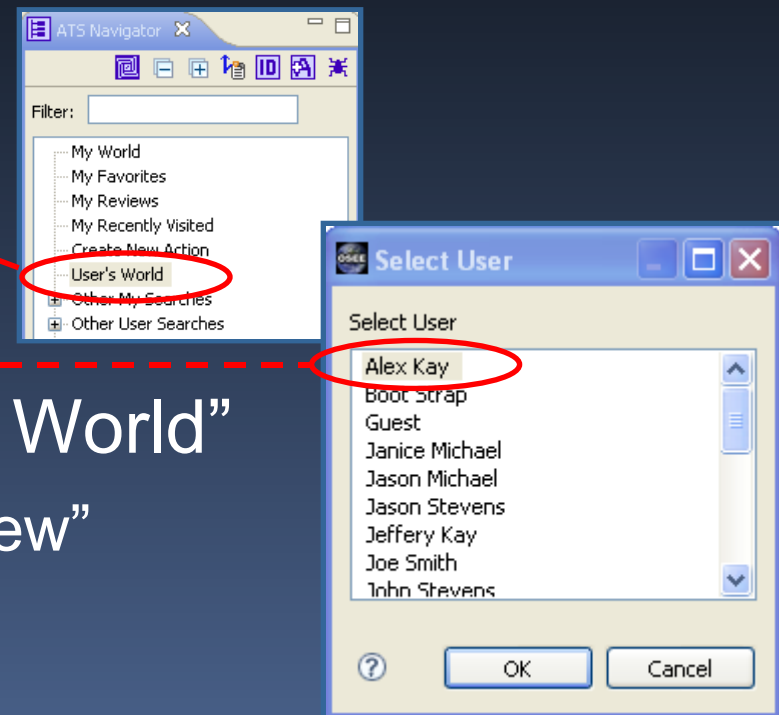 ATS Navigator
ID
Filter:
My World
My Favorites
My Reviews
My Recently Visited
Create New Action
User's World
Other My Searches
Other User Searches
OSEE Select User
Select User
Alex Kay
Boot Strap
Guest
Janice Michael
Jason Michael
Jason Stevens
Jeffery Kay
Joe Smith
John Stevens
OK
Cancel
World”
ew”